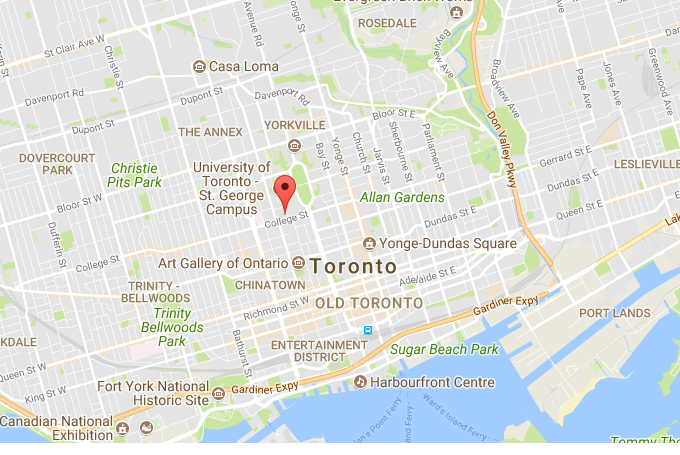 Evergreen Brick Works
ROSEDALE
St Clair Ave W
Christie St
Avenue Rd
Bayview Ave
Broadview Ave
Pape Ave
Jones Ave
Greenwood Ave
Casa Loma
Davenport Rd
Dupont St
Davenport Rd
Bloor St E
Don Valley Pkwy
Dupont St
THE ANNEX
YORKVILLE
Bay St
Yonge St
Church St
Jarvis St
Sherbourne St
Parliament St
DOVERCOURT
PARK
Christie
Pits Park
University of
Toronto -
St. George
Campus
Gerrard St E
LESLIEVILLE
Dundas St E
Allan Gardens
Bloor St W
Queen St E
College St
Dundas St E
Dufferin St
Yonge-Dundas Square
College St
Art Gallery of Ontario
Toronto
Adelaide St E
TRINITY -
BELLWOODS
CHINATOWN
Richmond St W
OLD TORONTO
Gardiner Expy
Trinity
Bellwoods
Park
PORT LANDS
Bathurst St
ENTERTAINMENT
DISTRICT
Sugar Beach Park
Queen St W
King St W
Fort York National
Historic Site
Gardiner Expy
Harbourfront Centre
Ward's Island Ferry
Canadian National
Exhibition